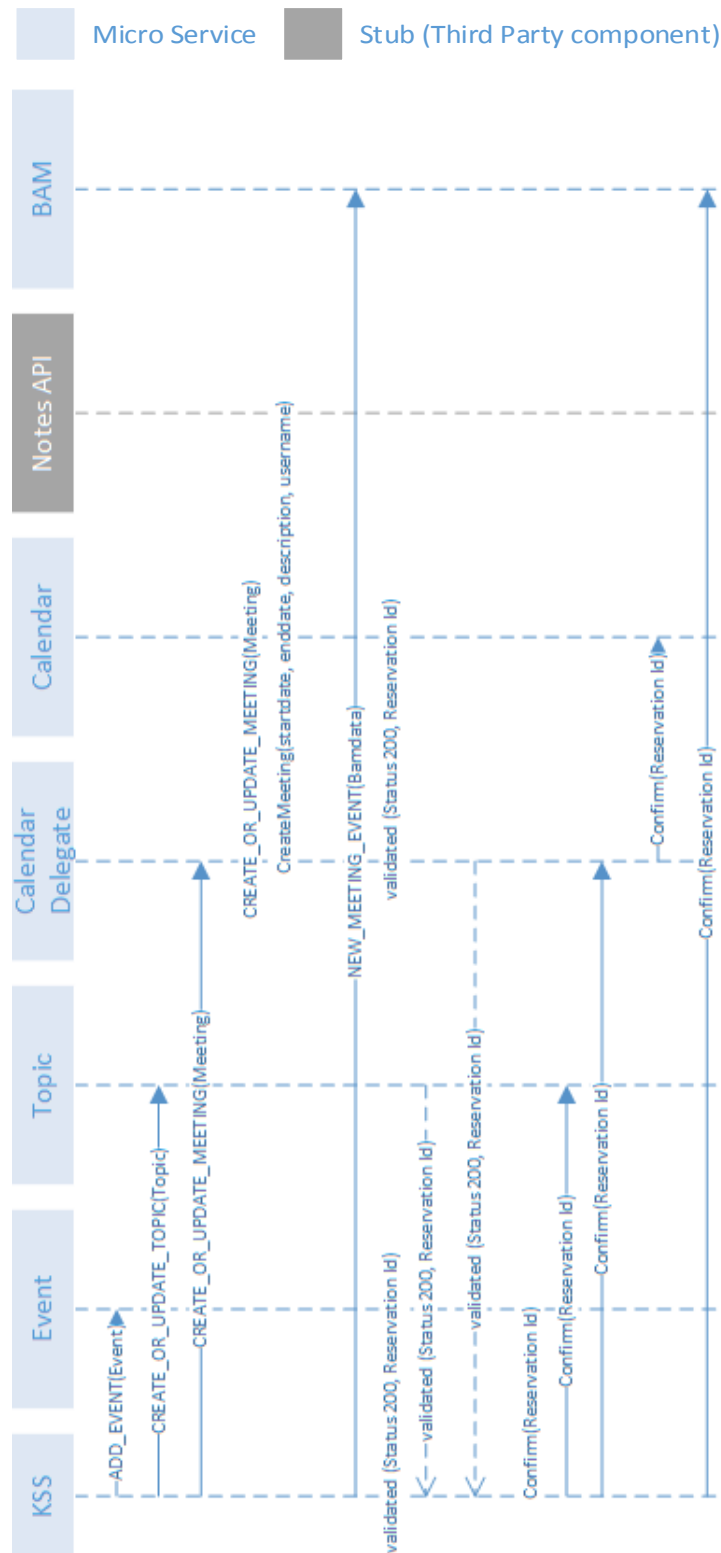 Micro Service
Stub (Third Party component)
KSS
Event
Topic
Calendar
Delegate
Calendar
Notes API
BAM
ADD_EVENT(Event)
CREATE_OR_UPDATE_TOPIC(Topic)
CREATE_OR_UPDATE_MEETING(Meeting)
CREATE_OR_UPDATE_MEETING(Meeting)
CreateMeeting(startdate, enddate, description, username)
NEW_MEETING_EVENT(Bamdata)
validated (Status 200, Reservation Id)
validated (Status 200, Reservation Id)
validated (Status 200, Reservation Id)
validated (Status 200, Reservation Id)
Confirm(Reservation Id)
Confirm(Reservation Id)
Confirm(Reservation Id)
Confirm(Reservation Id)
Confirm(Reservation Id)